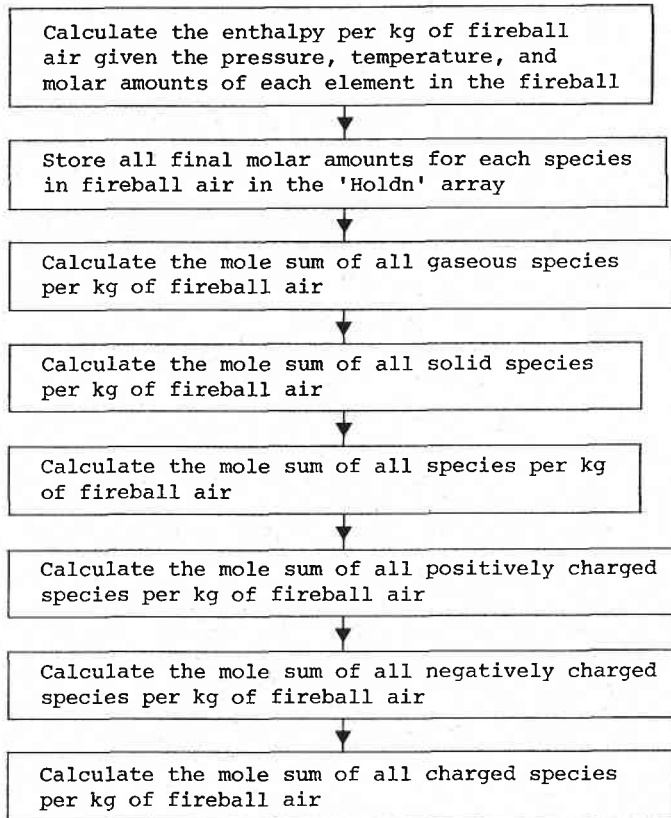 Calculate the enthalpy per kg of fireball
air given the pressure, temperature, and
molar amounts of each element in the fireball
Store all final molar amounts for each species
in fireball air in the 'Holdn' array
Calculate the mole sum of all gaseous species
per kg of fireball air
Calculate the mole sum of all solid species
per kg of fireball air
Calculate the mole sum of all species per kg
of fireball air
Calculate the mole sum of all positively charged
species per kg of fireball air
Calculate the mole sum of all negatively charged
species per kg of fireball air
Calculate the mole sum of all charged species
per kg of fireball air